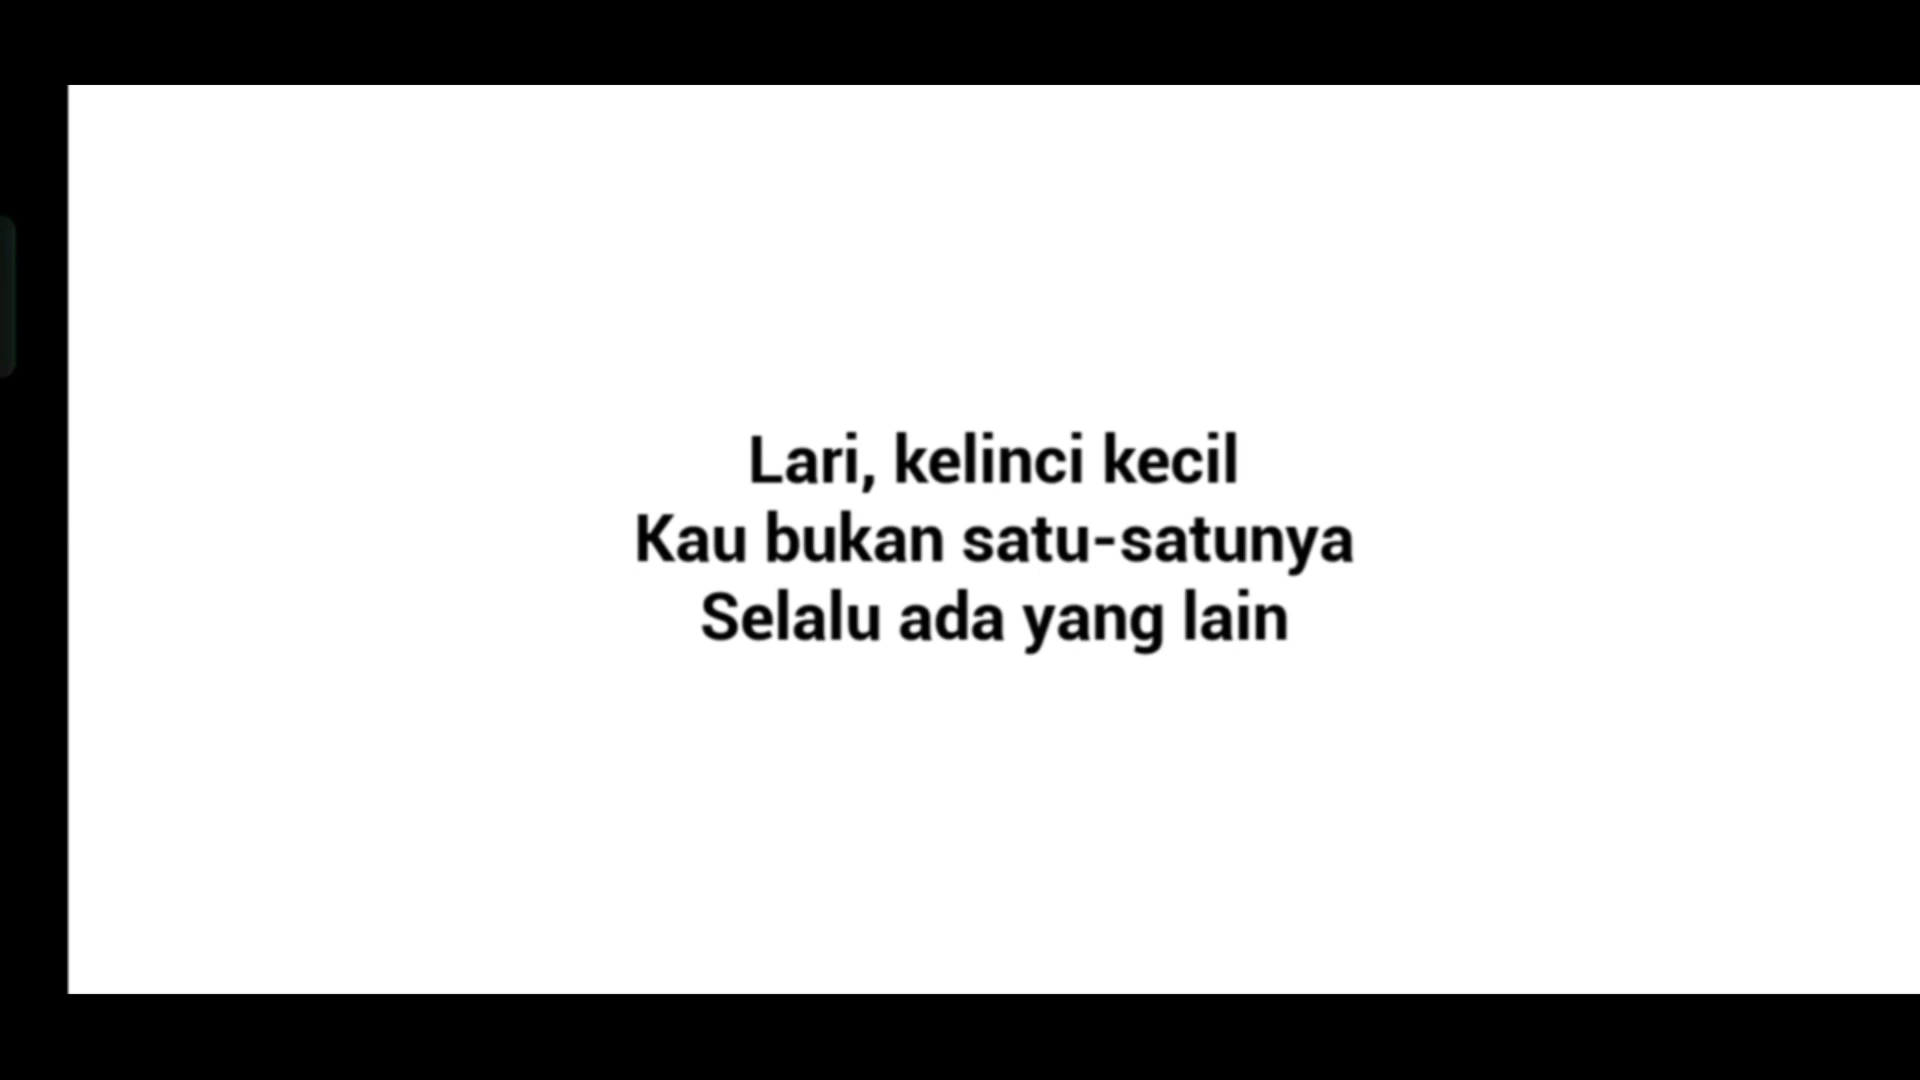 Lari, kelinci kecil
Kau bukan satu-satunya
Selalu ada yang lain